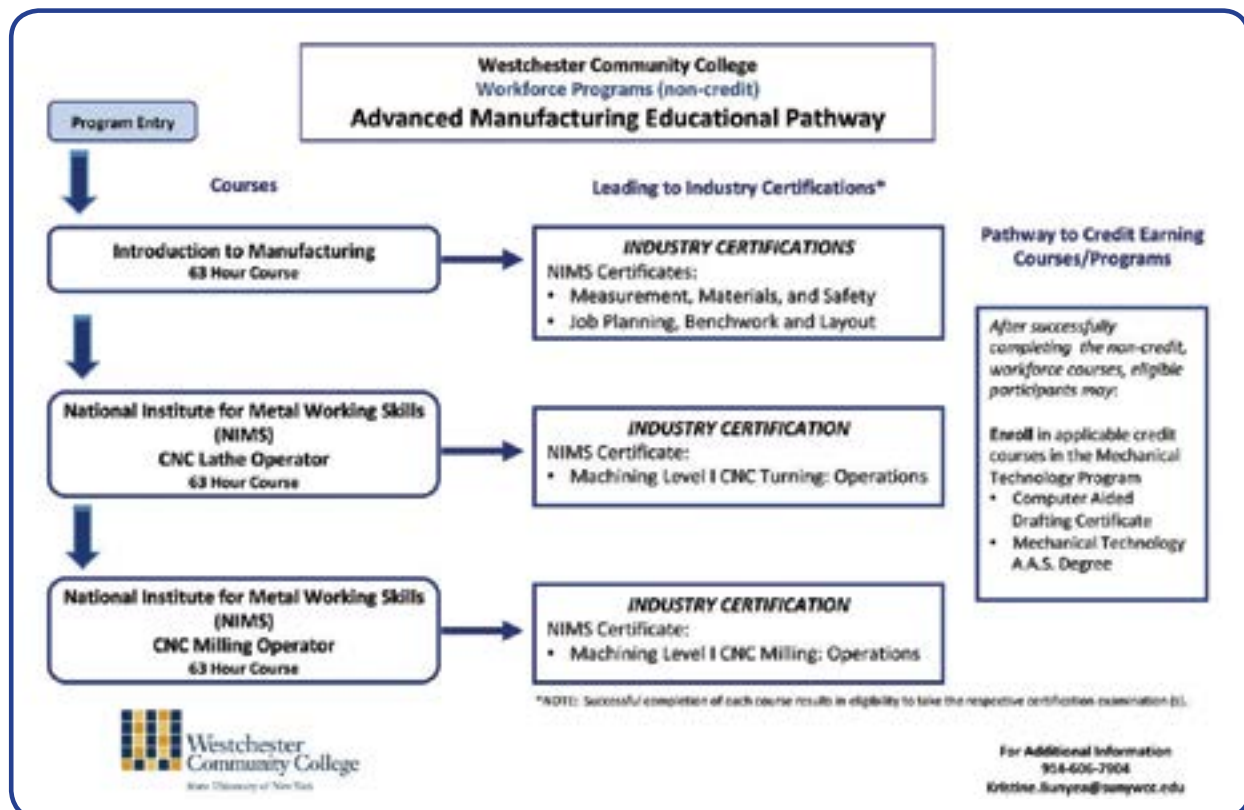 Westchester Community College
Workforce Programs (non-credit)
Advanced Manufacturing Educational Pathway
Program Entry
Courses
Leading to Industry Certifications*
Introduction to Manufacturing
63 Hour Course
INDUSTRY CERTIFICATIONS
NIMS Certificates:
• Measurement, Materials, and Safety
• Job Planning, Benchwork and Layout
National Institute for Metal Working Skills
(NIMS)
CNC Lathe Operator
63 Hour Course
INDUSTRY CERTIFICATION
NIMS Certificate:
• Machining Level I CNC Turning: Operations
National Institute for Metal Working Skills
(NIMS)
CNC Milling Operator
63 Hour Course
INDUSTRY CERTIFICATION
NIMS Certificate:
• Machining Level I CNC Milling: Operations
Pathway to Credit Earning
Courses/Programs
After successfully
completing the non-credit,
workforce courses, eligible
participants may:
Enroll in applicable credit
courses in the Mechanical
Technology Program
• Computer Aided
Drafting Certificate
• Mechanical Technology
A.A.S. Degree
*NOTE: Successful completion of each course results in eligibility to take the respective certification examination (s).
Westchester
Community College
State University of New York
For Additional Information
914-606-7904